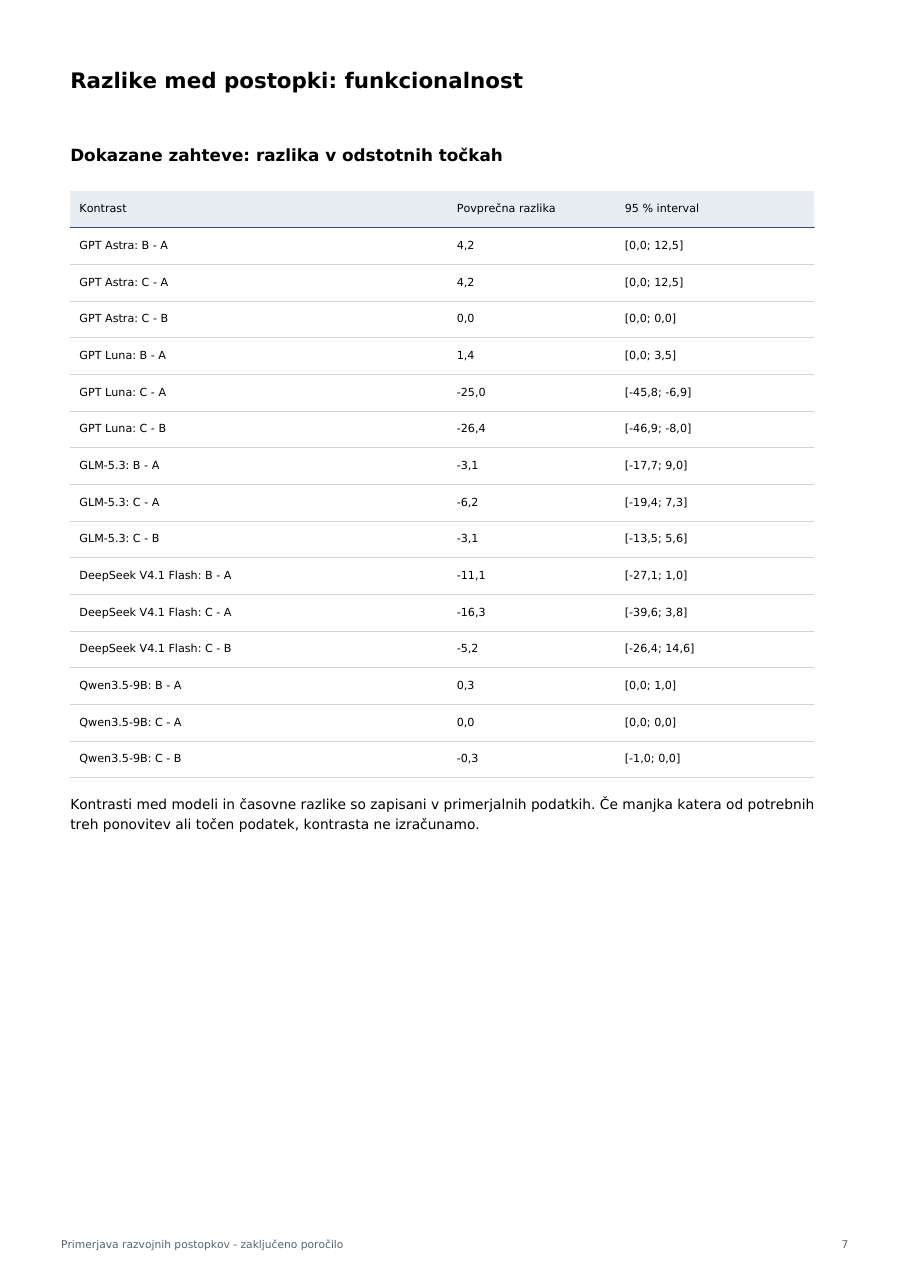 Razlike med postopki: funkcionalnost
Dokazane zahteve: razlika v odstotnih točkah
Kontrast Povprečna razlika 95 % interval
GPT Astra: B - A 4,2 [0,0; 12,5]
GPT Astra: C - A 4,2 [0,0; 12,5]
GPT Astra: C - B 0,0 [0,0; 0,0]
GPT Luna: B - A 1,4 [0,0; 3,5]
GPT Luna: C - A -25,0 [-45,8; -6,9]
GPT Luna: C - B -26,4 [-46,9; -8,0]
GLM-5.3: B - A -3,1 [-17,7; 9,0]
GLM-5.3: C - A -6,2 [-19,4; 7,3]
GLM-5.3: C - B -3,1 [-13,5; 5,6]
DeepSeek V4.1 Flash: B - A -11,1 [-27,1; 1,0]
DeepSeek V4.1 Flash: C - A -16,3 [-39,6; 3,8]
DeepSeek V4.1 Flash: C - B -5,2 [-26,4; 14,6]
Qwen3.5-9B: B - A 0,3 [0,0; 1,0]
Qwen3.5-9B: C - A 0,0 [0,0; 0,0]
Qwen3.5-9B: C - B -0,3 [-1,0; 0,0]
Kontrasti med modeli in časovne razlike so zapisani v primerjalnih podatkih. Če manjka katera od potrebnih
treh ponovitev ali točen podatek, kontrasta ne izračunamo.
Primerjava razvojnih postopkov - zaključeno poročilo 7